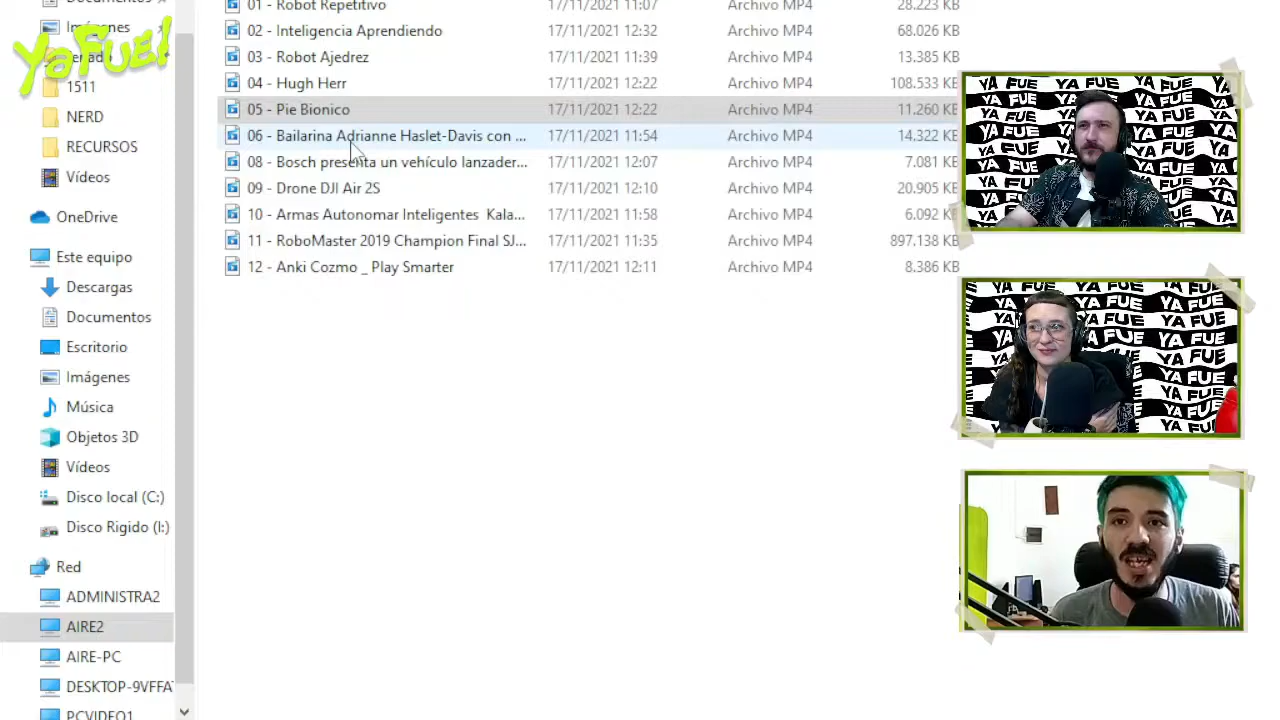 Documentos
Imágenes
YaFUE!
1511
NERD
RECURSOS
Vídeos
OneDrive
Este equipo
Descargas
Documentos
Escritorio
Imágenes
Música
Objetos 3D
Vídeos
Disco local (C:)
Disco Rigido (I:)
Red
ADMINISTRA2
AIRE2
AIRE-PC
DESKTOP-9VFFA
PCVIDEO1
01 - Robot Repetitivo 17/11/2021 11:07 Archivo MP4 28.223 KB
02 - Inteligencia Aprendiendo 17/11/2021 12:32 Archivo MP4 68.026 KB
03 - Robot Ajedrez 17/11/2021 11:39 Archivo MP4 13.385 KB
04 - Hugh Herr 17/11/2021 12:22 Archivo MP4 108.533 KB
05 - Pie Bionico 17/11/2021 12:22 Archivo MP4 11.260 KB
06 - Bailarina Adrianne Haslet-Davis con ... 17/11/2021 11:54 Archivo MP4 14.322 KB
08 - Bosch presenta un vehículo lanzader... 17/11/2021 12:07 Archivo MP4 7.081 KB
09 - Drone DJI Air 2S 17/11/2021 12:10 Archivo MP4 20.905 KB
10 - Armas Autonomar Inteligentes Kala... 17/11/2021 11:58 Archivo MP4 6.092 KB
11 - RoboMaster 2019 Champion Final SJ... 17/11/2021 11:35 Archivo MP4 897.138 KB
12 - Anki Cozmo _ Play Smarter 17/11/2021 12:11 Archivo MP4 8.386 KB
YA FUE
YA FUE